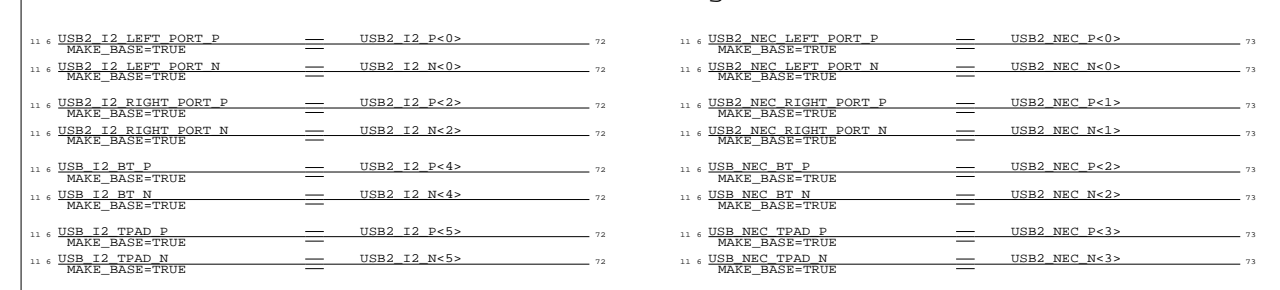 11 6 USB2_I2_LEFT_PORT_P USB2_I2_P<0> 72
MAKE_BASE=TRUE
11 6 USB2_I2_LEFT_PORT_N USB2_I2_N<0> 72
MAKE_BASE=TRUE
11 6 USB2_I2_RIGHT_PORT_P USB2_I2_P<2> 72
MAKE_BASE=TRUE
11 6 USB2_I2_RIGHT_PORT_N USB2_I2_N<2> 72
MAKE_BASE=TRUE
11 6 USB_I2_BT_P USB2_I2_P<4> 72
MAKE_BASE=TRUE
11 6 USB_I2_BT_N USB2_I2_N<4> 72
MAKE_BASE=TRUE
11 6 USB_I2_TPAD_P USB2_I2_P<5> 72
MAKE_BASE=TRUE
11 6 USB_I2_TPAD_N USB2_I2_N<5> 72
MAKE_BASE=TRUE
11 6 USB2_NEC_LEFT_PORT_P USB2_NEC_P<0> 73
MAKE_BASE=TRUE
11 6 USB2_NEC_LEFT_PORT_N USB2_NEC_N<0> 73
MAKE_BASE=TRUE
11 6 USB2_NEC_RIGHT_PORT_P USB2_NEC_P<1> 73
MAKE_BASE=TRUE
11 6 USB2_NEC_RIGHT_PORT_N USB2_NEC_N<1> 73
MAKE_BASE=TRUE
11 6 USB_NEC_BT_P USB2_NEC_P<2> 73
MAKE_BASE=TRUE
11 6 USB_NEC_BT_N USB2_NEC_N<2> 73
MAKE_BASE=TRUE
11 6 USB_NEC_TPAD_P USB2_NEC_P<3> 73
MAKE_BASE=TRUE
11 6 USB_NEC_TPAD_N USB2_NEC_N<3> 73
MAKE_BASE=TRUE